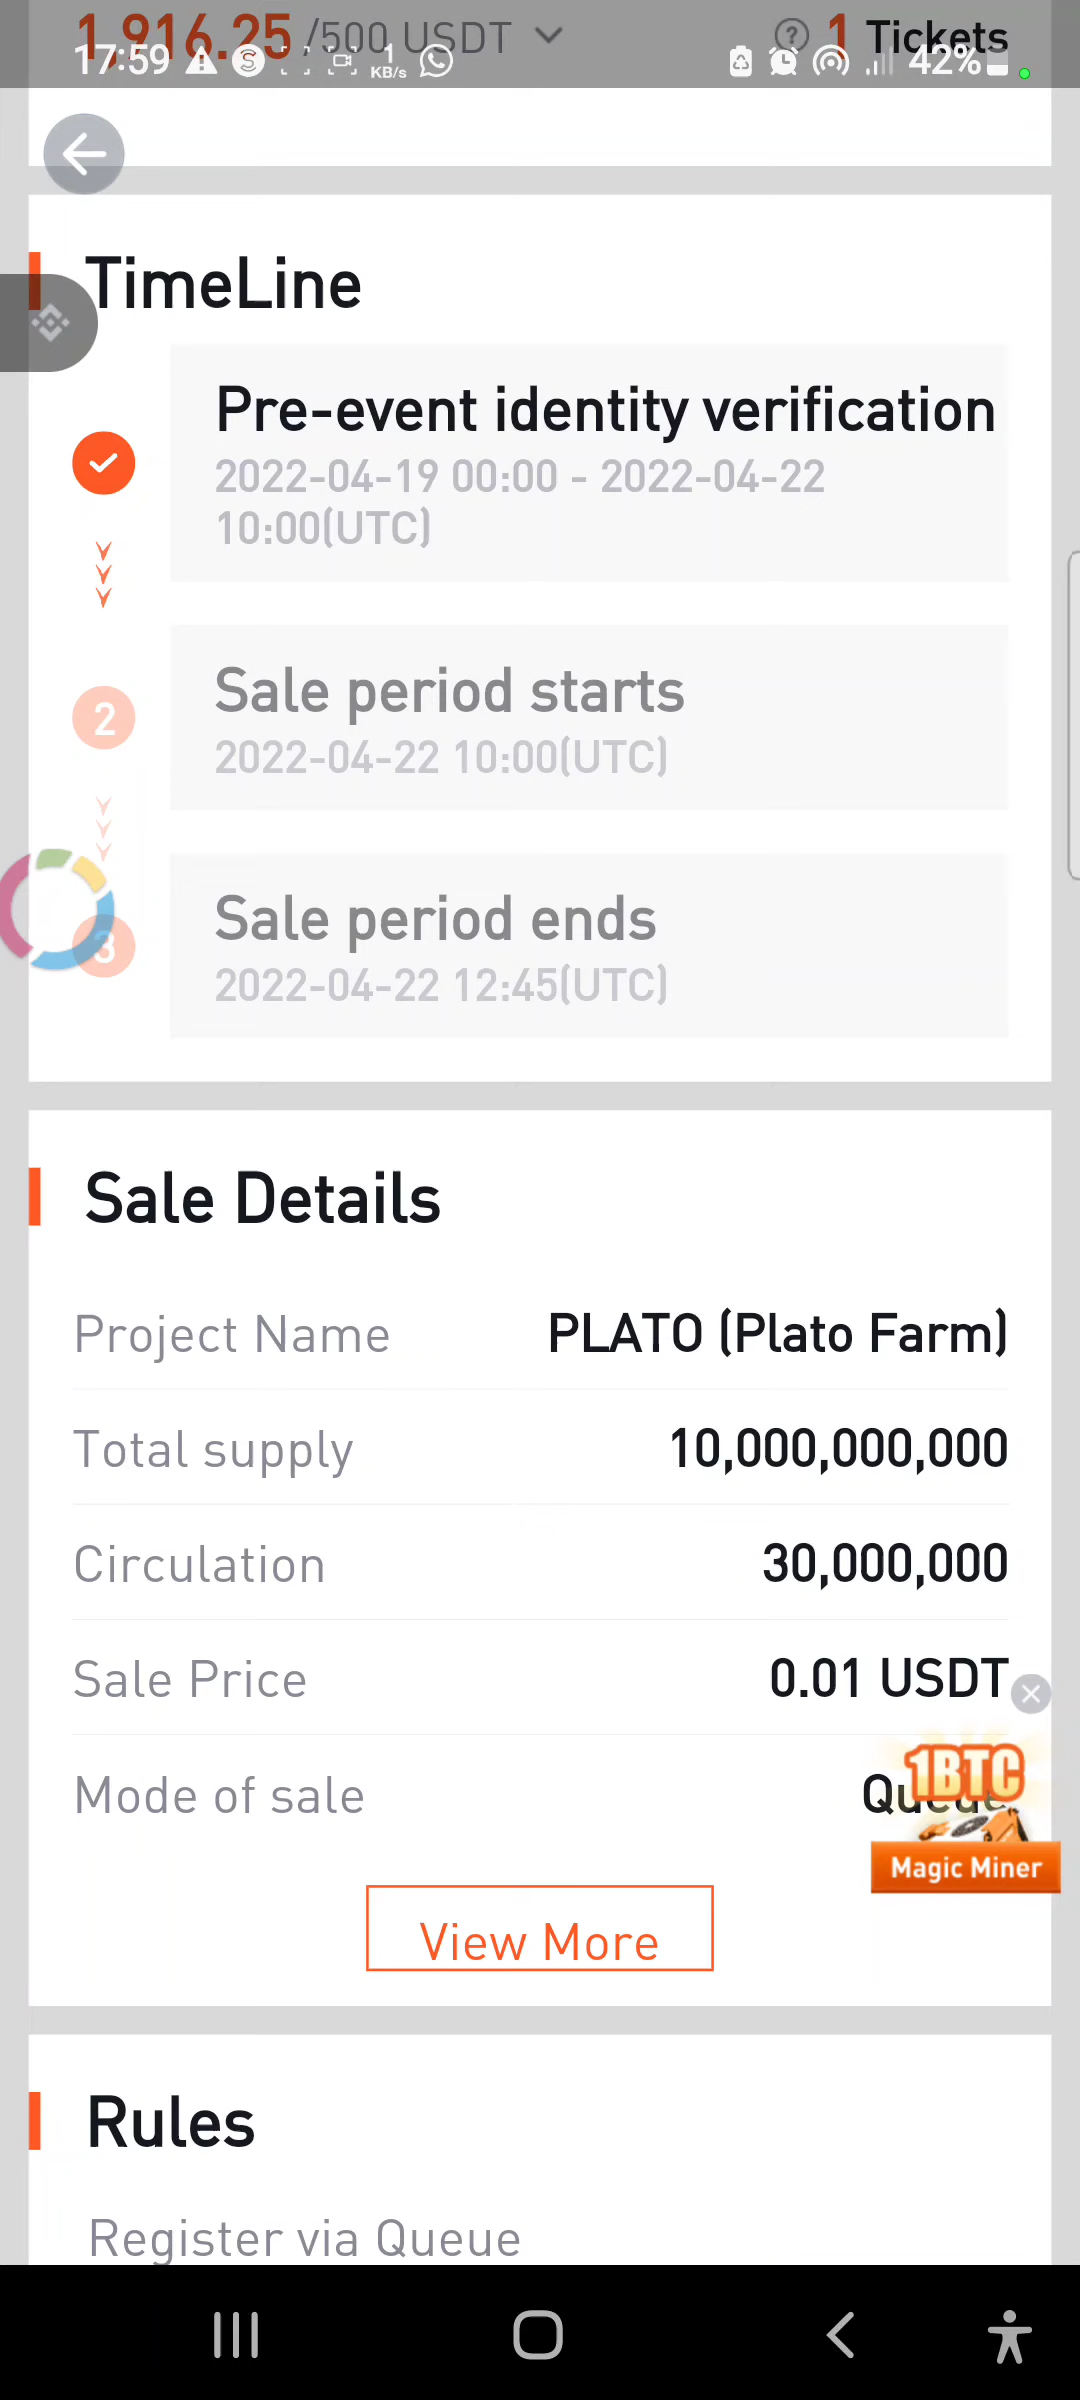 1,916.25 /500 USDT
1 Tickets
17:59
1 KB/s
42%
TimeLine
Pre-event identity verification
2022-04-19 00:00 - 2022-04-22
10:00(UTC)
2
Sale period starts
2022-04-22 10:00(UTC)
3
Sale period ends
2022-04-22 12:45(UTC)
Sale Details
Project Name PLATO (Plato Farm)
Total supply 10,000,000,000
Circulation 30,000,000
Sale Price 0.01 USDT
Mode of sale Queue
1BTC
Magic Miner
View More
Rules
Register via Queue